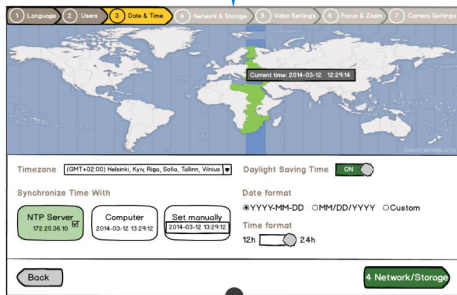 1 Language 2 Users 3 Date & Time 4 Network & Storage 5 Video Settings 6 Focus & Zoom 7 Camera Settings
Current time: 2014-03-12 12:29:14
Timezone (GMT+02:00) Helsinki, Kyiv, Riga, Sofia, Tallinn, Vilnius Daylight Saving Time ON
Synchronize Time With Date format
YYYY-MM-DD MM/DD/YYYY Custom
NTP Server Computer Set manually
172.25.36.10 2014-03-12 13:29:12 2014-03-12 13:29:12
Time format
12h 24h
Back 4 Network/Storage